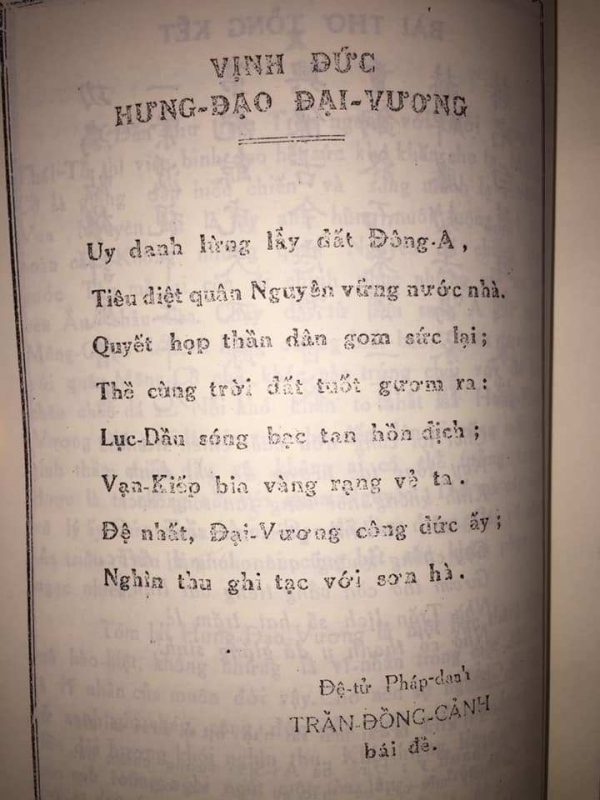 VỊNH ĐỨC
HƯNG-ĐẠO ĐẠI-VƯƠNG
Uy danh lừng lẫy đất Đông-A,
Tiêu diệt quân Nguyên vững nước nhà.
Quyết họp thần dân gom sức lại;
Thề cùng trời đất tuốt gươm ra:
Lục-Đầu sóng bạc tan hồn địch;
Vạn-Kiếp bia vàng rạng vẻ ta.
Đệ nhất, Đại-Vương công đức ấy;
Nghìn thu ghi tạc với sơn hà.
Đệ-tử Pháp-danh
TRẦN-ĐỒNG-CẢNH
bái đề.